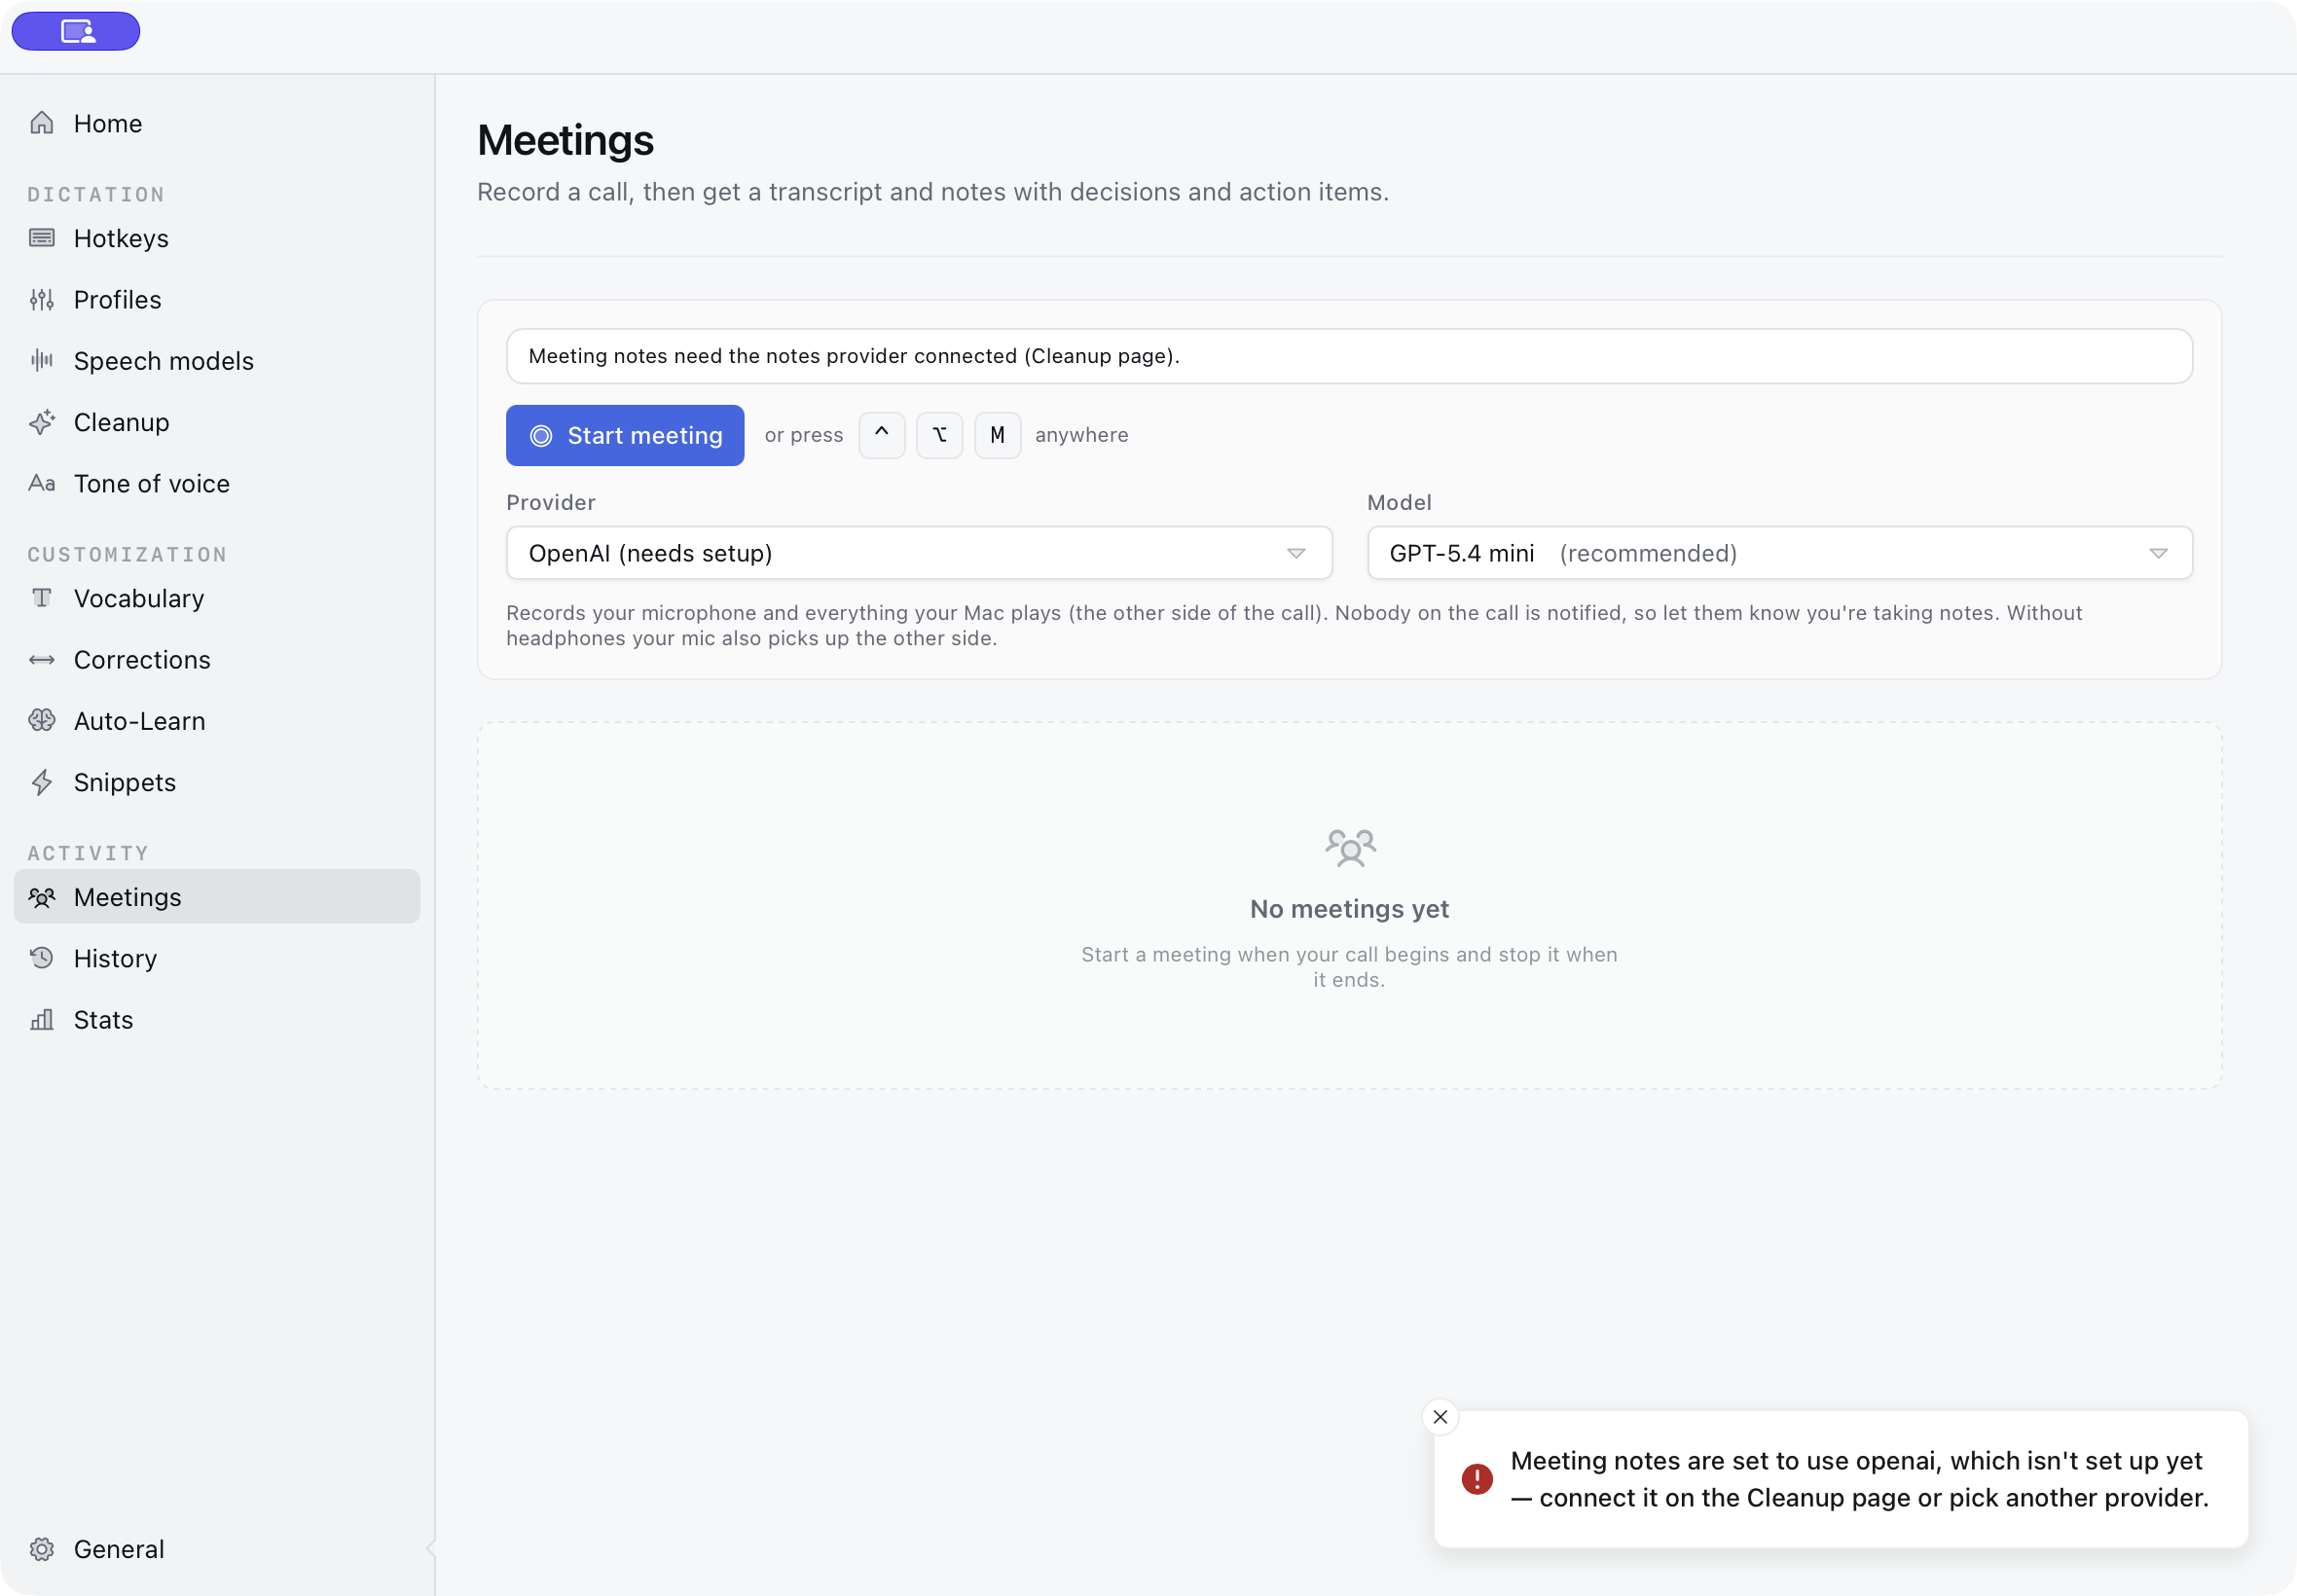 Home
DICTATION
Hotkeys
Profiles
Speech models
Cleanup
Tone of voice
CUSTOMIZATION
Vocabulary
Corrections
Auto-Learn
Snippets
ACTIVITY
Meetings
History
Stats
General
Meetings
Record a call, then get a transcript and notes with decisions and action items.
Meeting notes need the notes provider connected (Cleanup page).
Start meeting or press ^ ⌥ M anywhere
Provider
OpenAI (needs setup)
Model
GPT-5.4 mini (recommended)
Records your microphone and everything your Mac plays (the other side of the call). Nobody on the call is notified, so let them know you're taking notes. Without
headphones your mic also picks up the other side.
No meetings yet
Start a meeting when your call begins and stop it when
it ends.
Meeting notes are set to use openai, which isn't set up yet
— connect it on the Cleanup page or pick another provider.